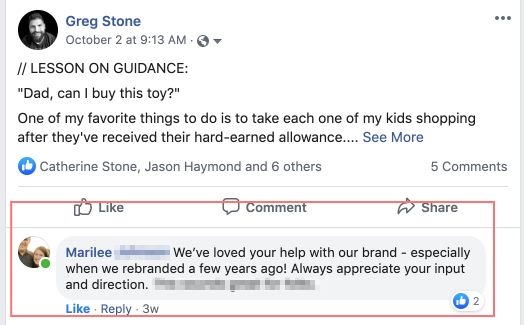 Greg Stone
October 2 at 9:13 AM ·
// LESSON ON GUIDANCE:
"Dad, can I buy this toy?"
One of my favorite things to do is to take each one of my kids shopping
after they've received their hard-earned allowance.... See More
Catherine Stone, Jason Haymond and 6 others 5 Comments
Like Comment Share
Marilee We've loved your help with our brand - especially
when we rebranded a few years ago! Always appreciate your input
and direction.
Like · Reply · 3w 2